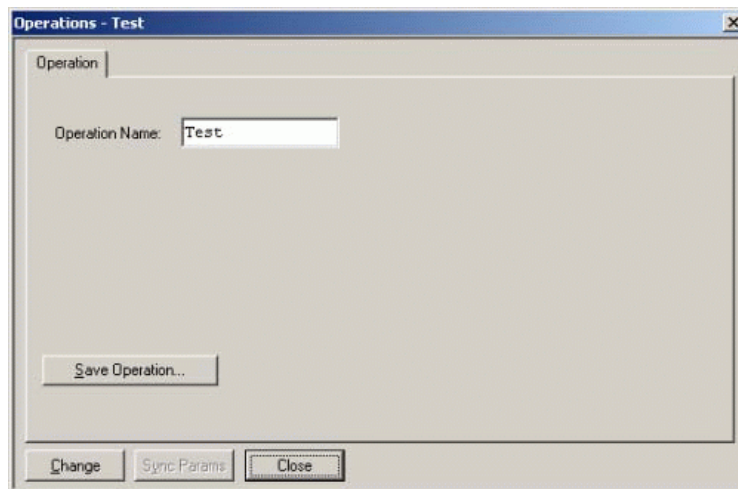 Operations - Test
Operation
Operation Name: Test
Save Operation...
Change Sync Params Close